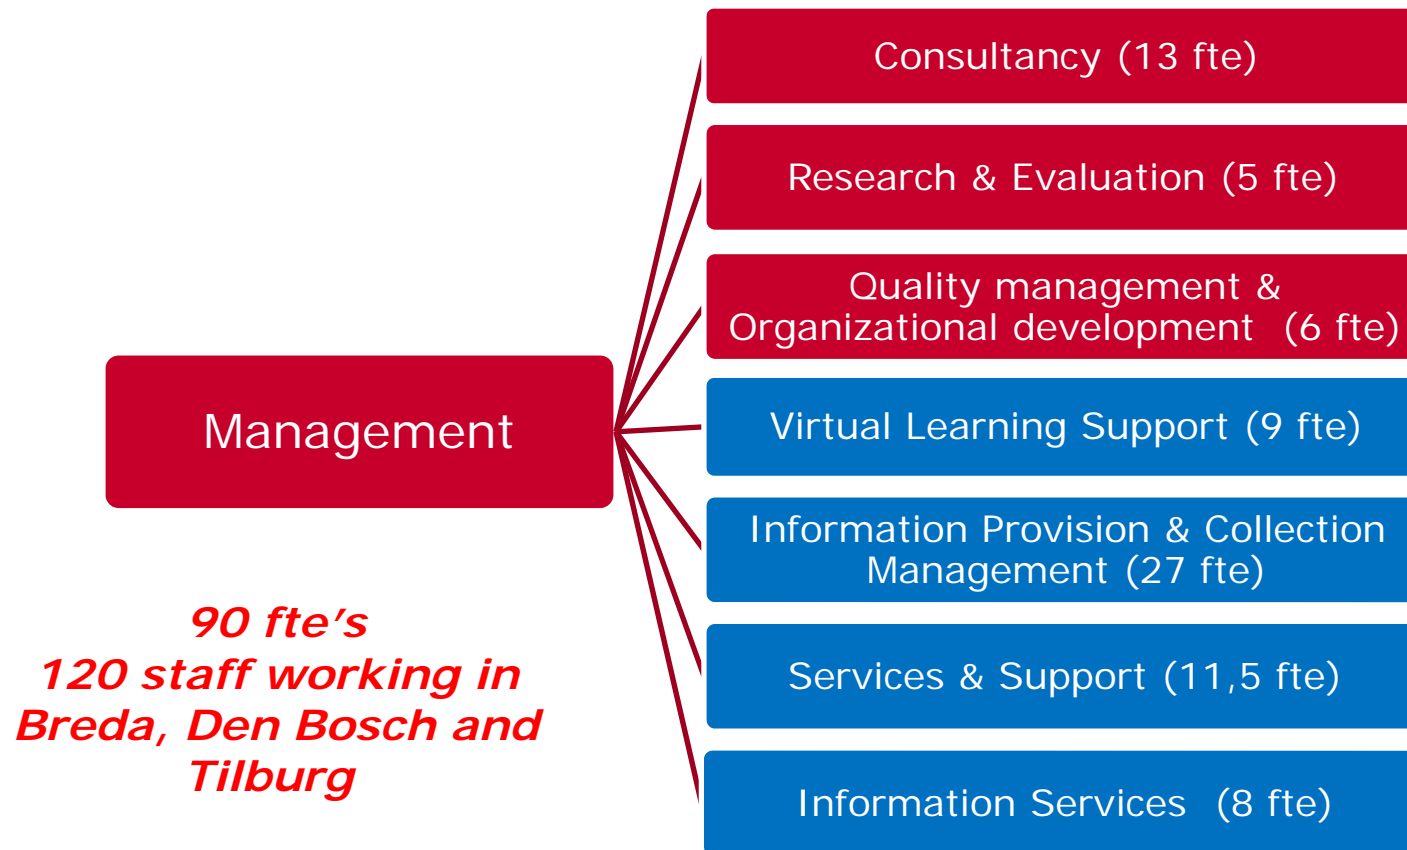 Consultancy (13 fte)
Research & Evaluation (5 fte)
Quality management &
Organizational development (6 fte)
Management
Virtual Learning Support (9 fte)
Information Provision & Collection
Management (27 fte)
90 fte's
120 staff working in
Breda, Den Bosch and
Tilburg
Services & Support (11,5 fte)
Information Services (8 fte)